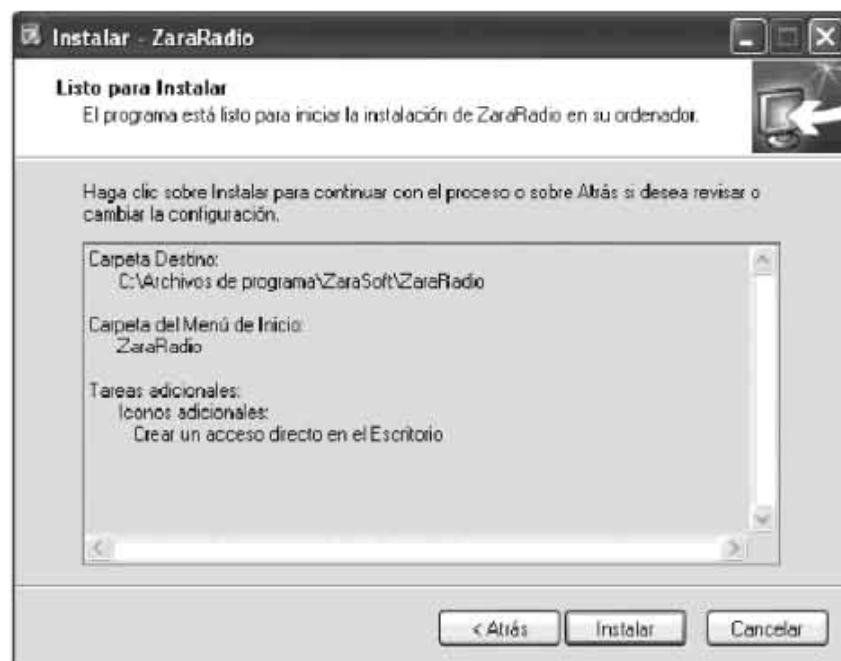 Instalar - ZaraRadio
Listo para Instalar
El programa está listo para iniciar la instalación de ZaraRadio en su ordenador.
Haga clic sobre Instalar para continuar con el proceso o sobre Atrás si desea revisar o
cambiar la configuración.
Carpeta Destino:
C:\Archivos de programa\ZaraSoft\ZaraRadio
Carpeta del Menú de Inicio:
ZaraRadio
Tareas adicionales:
Iconos adicionales:
Crear un acceso directo en el Escritorio
< Atrás
Instalar
Cancelar